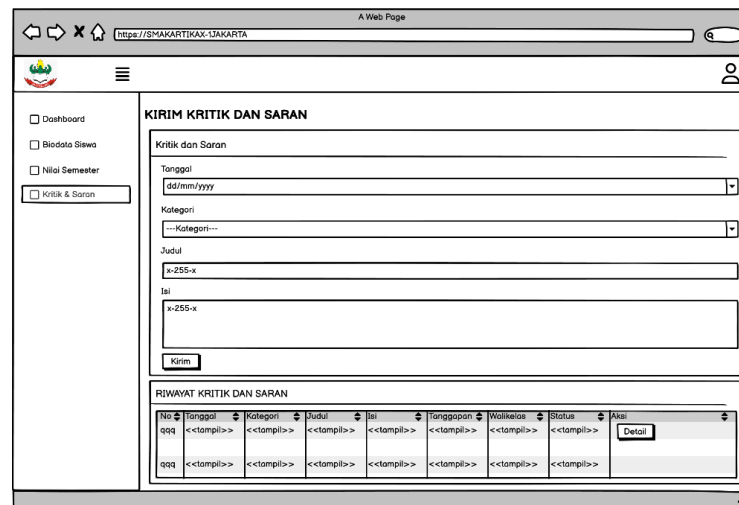 A Web Page
https://SMAKARTIKAX-1JAKARTA
Dashboard
Biodata Siswa
Nilai Semester
Kritik & Saran
KIRIM KRITIK DAN SARAN
Kritik dan Saran
Tanggal
dd/mm/yyyy
Kategori
---Kategori---
Judul
x-255-x
Isi
x-255-x
Kirim
RIWAYAT KRITIK DAN SARAN
No Tanggal Kategori Judul Isi Tanggapan Walikelas Status Aksi
qqq <<tampil>> <<tampil>> <<tampil>> <<tampil>> <<tampil>> <<tampil>> <<tampil>> Detail
qqq <<tampil>> <<tampil>> <<tampil>> <<tampil>> <<tampil>> <<tampil>> <<tampil>>